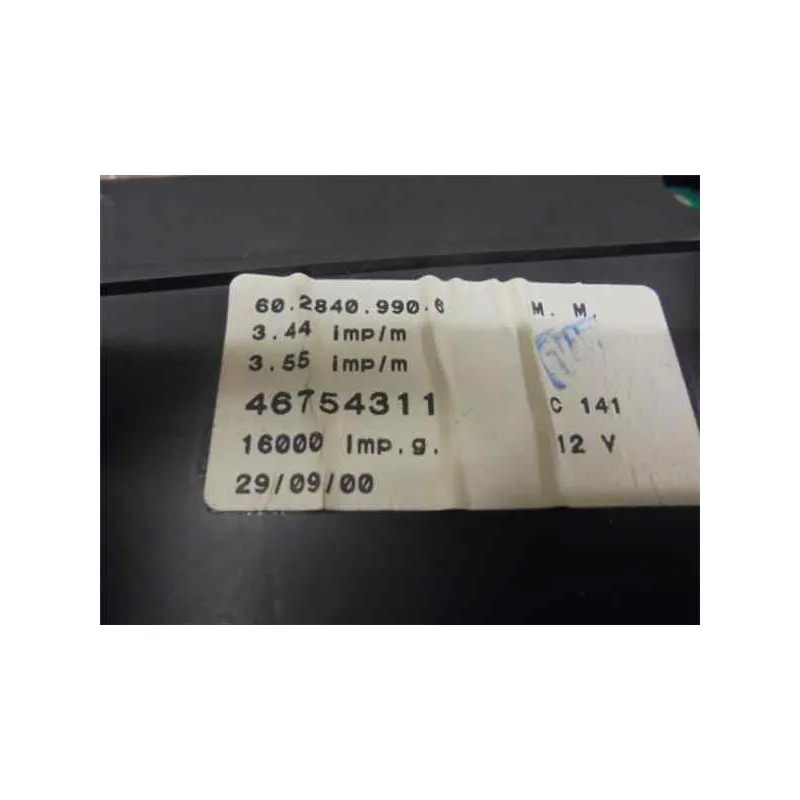 60.2840.990.6 M. M.
3.44 imp/m
3.55 imp/m
46754311 C 141
16000 Imp.g. 12 V
29/09/00